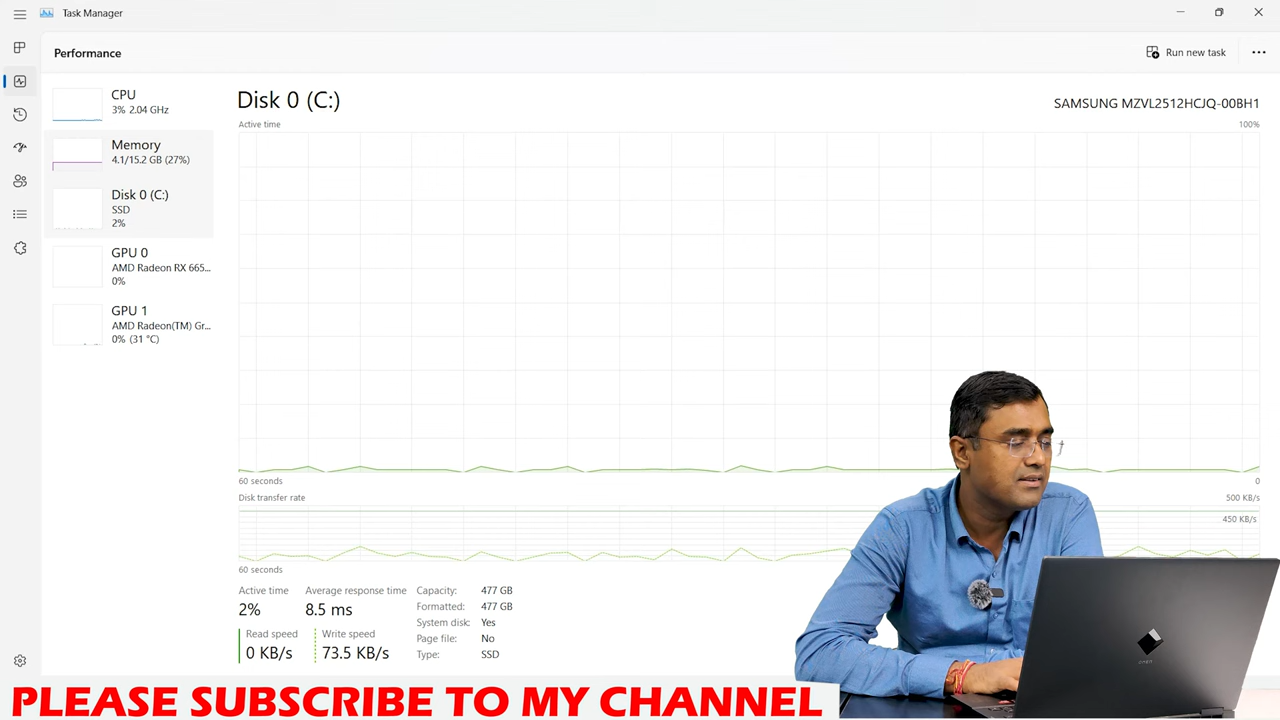 Task Manager
Performance
Run new task
CPU
3% 2.04 GHz
Memory
4.1/15.2 GB (27%)
Disk 0 (C:)
SSD
2%
GPU 0
AMD Radeon RX 665...
0%
GPU 1
AMD Radeon(TM) Gr...
0% (31 °C)
Disk 0 (C:)
SAMSUNG MZVL2512HCJQ-00BH1
Active time
100%
60 seconds
0
Disk transfer rate
500 KB/s
450 KB/s
60 seconds
Active time
2%
Average response time
8.5 ms
Read speed
0 KB/s
Write speed
73.5 KB/s
Capacity: 477 GB
Formatted: 477 GB
System disk: Yes
Page file: No
Type: SSD
PLEASE SUBSCRIBE TO MY CHANNEL